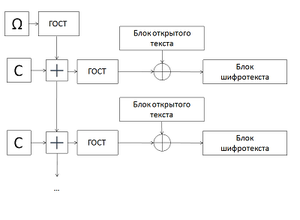 Ω
ГОСТ
Блок открытого
текста
C
+
ГОСТ
Блок
шифротекста
Блок открытого
текста
C
+
ГОСТ
Блок
шифротекста
...